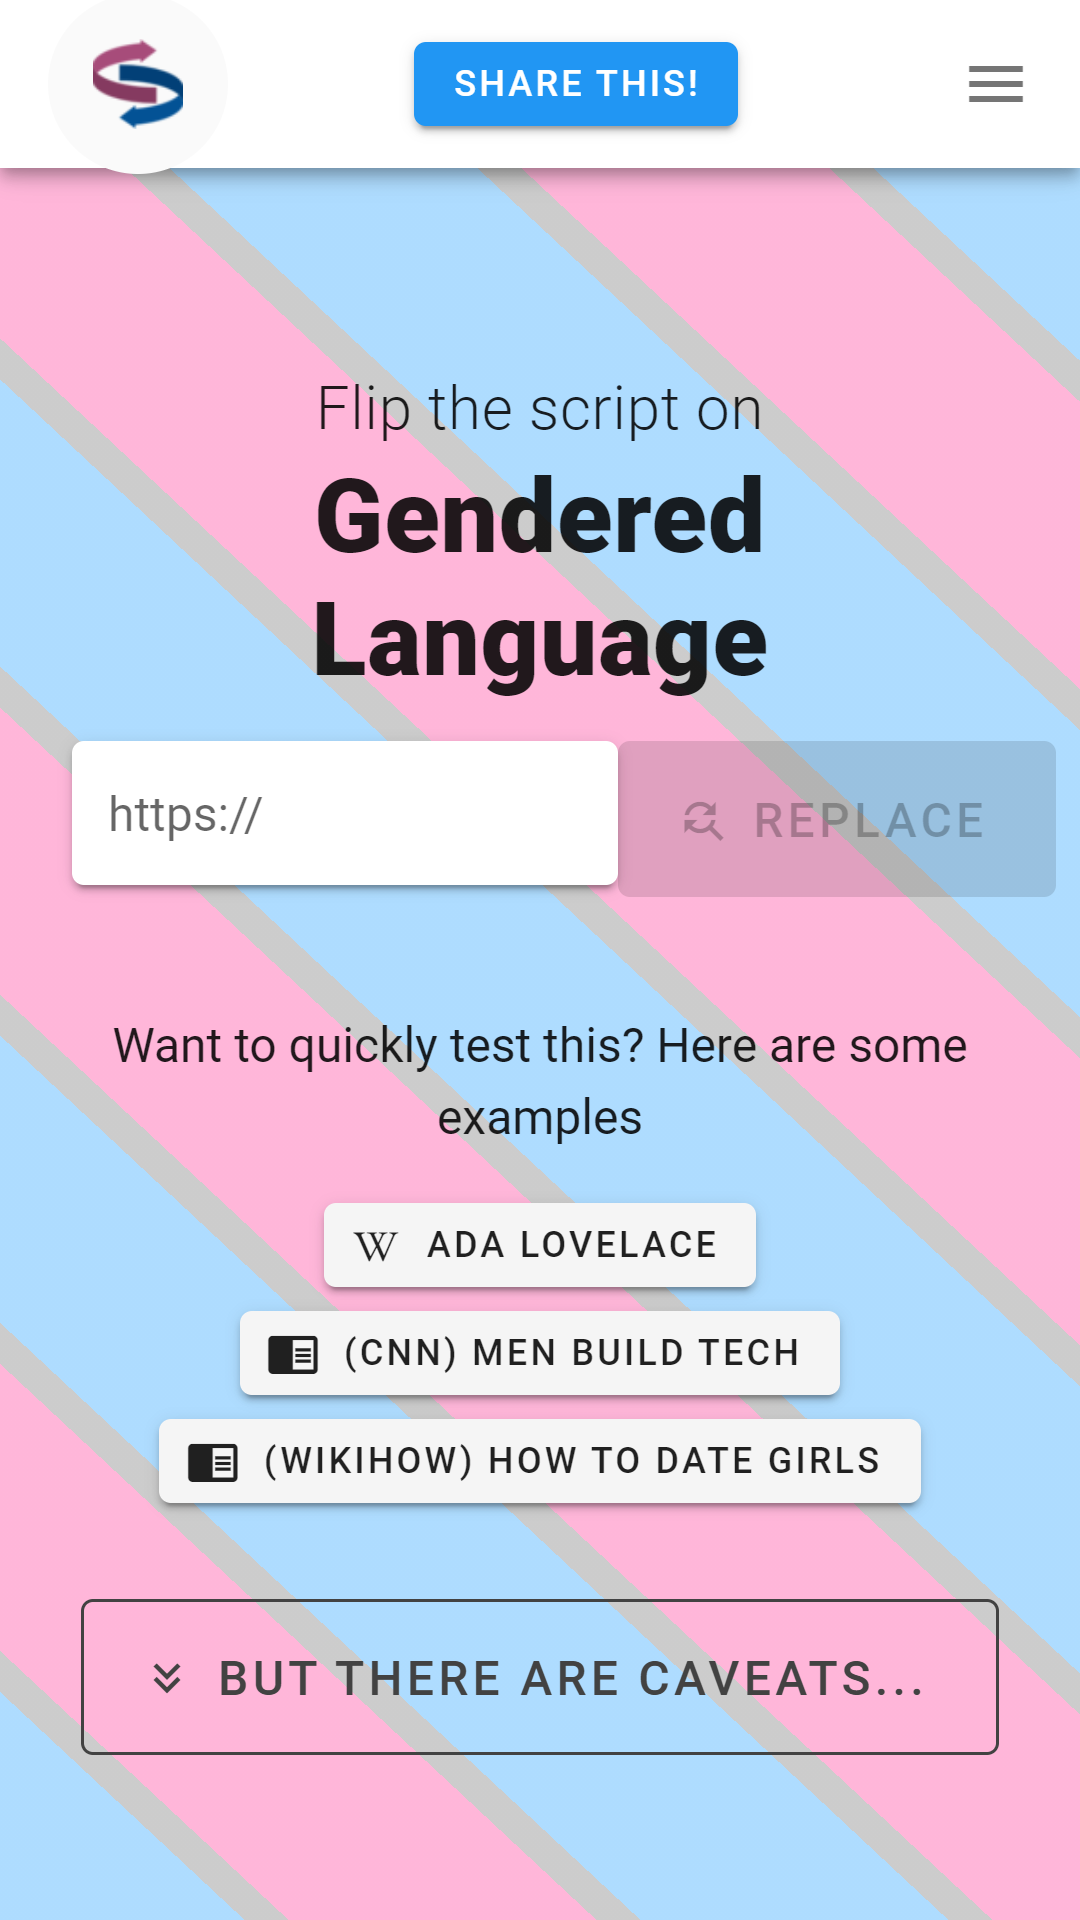 SHARE THIS!
Flip the script on
Gendered
Language
https://
REPLACE
Want to quickly test this? Here are some
examples
W ADA LOVELACE
(CNN) MEN BUILD TECH
(WIKIHOW) HOW TO DATE GIRLS
BUT THERE ARE CAVEATS...